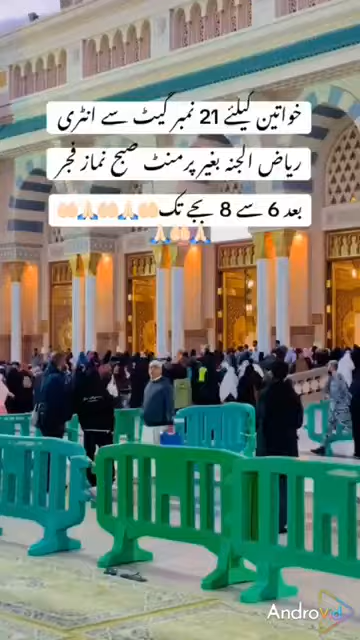 خواتین کیلئے 21 نمبر گیٹ سے انٹری
ریاض الجنہ بغیر پرمنٹ صبح نماز فجر
بعد 6 سے 8 بجے تک🤲🏻🙏🏻🤲🏻🙏🏻🤲🏻
🙏🏻🤲🏻🙏🏻
AndroVid